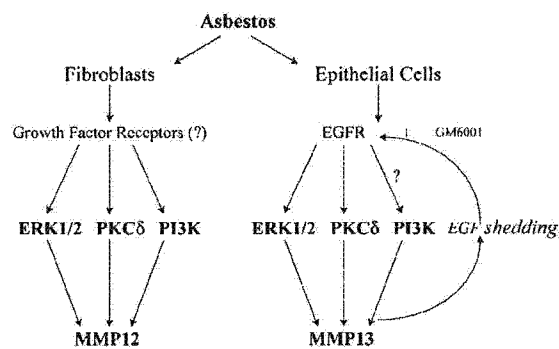 Asbestos
Fibroblasts Epithelial Cells
Growth Factor Receptors (?) EGFR GM6001
?
ERK1/2 PKCδ PI3K ERK1/2 PKCδ PI3K EGF shedding
MMP12 MMP13